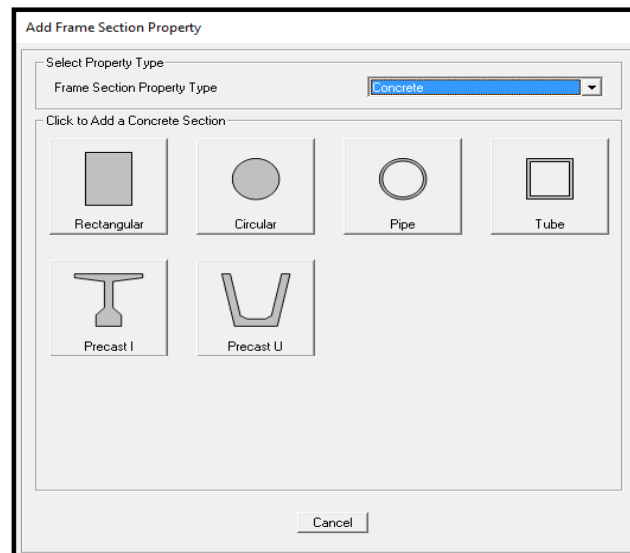 Add Frame Section Property
Select Property Type
Frame Section Property Type
Concrete
Click to Add a Concrete Section
Rectangular
Circular
Pipe
Tube
Precast I
Precast U
Cancel